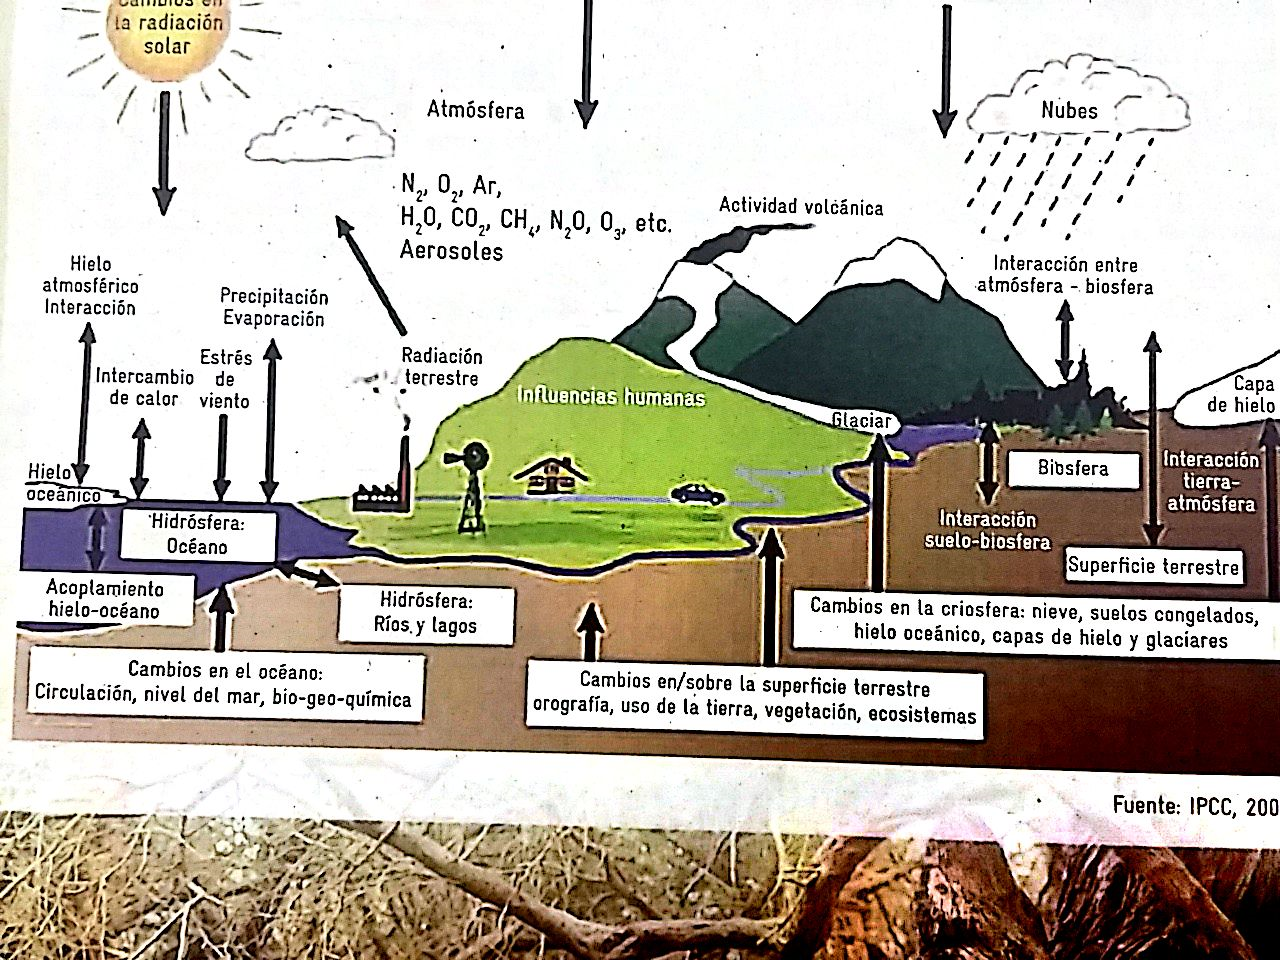 Cambios en
la radiación
solar
Atmósfera
Nubes
N₂, O₂, Ar,
H₂O, CO₂, CH₄, N₂O, O₃, etc.
Aerosoles
Actividad volcánica
Hielo
atmosférico
Interacción
Precipitación
Evaporación
Interacción entre
atmósfera - biosfera
Intercambio
de calor
Estrés
de
viento
Radiación
terrestre
Influencias humanas
Glaciar
Capa
de hielo
Hielo
oceánico
Hidrósfera:
Océano
Biosfera
Interacción
tierra-
atmósfera
Interacción
suelo-biosfera
Superficie terrestre
Acoplamiento
hielo-océano
Hidrósfera:
Ríos y lagos
Cambios en la criosfera: nieve, suelos congelados,
hielo oceánico, capas de hielo y glaciares
Cambios en el océano:
Circulación, nivel del mar, bio-geo-química
Cambios en/sobre la superficie terrestre
orografía, uso de la tierra, vegetación, ecosistemas
Fuente: IPCC, 200